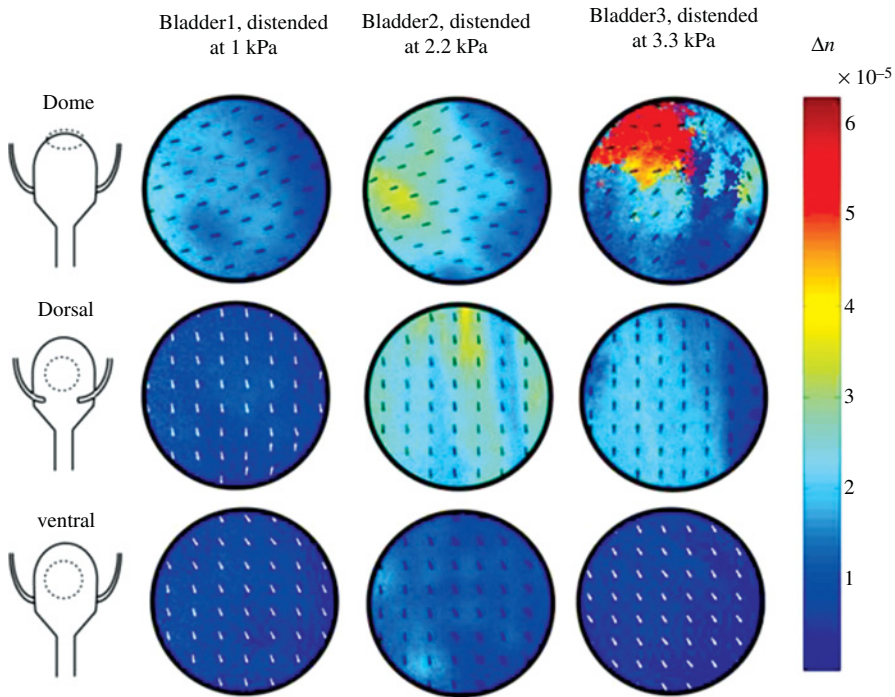 Bladder1, distended
at 1 kPa
Bladder2, distended
at 2.2 kPa
Bladder3, distended
at 3.3 kPa
Δn
× 10⁻⁵
Dome
Dorsal
ventral
6
5
4
3
2
1